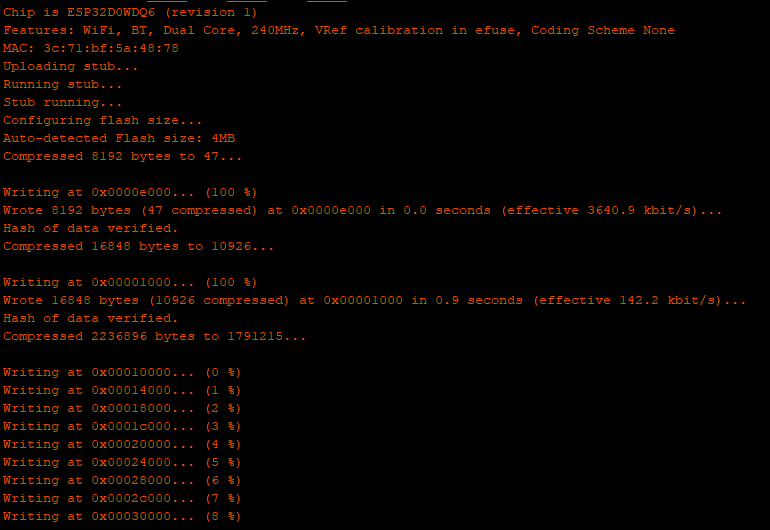 Chip is ESP32D0WDQ6 (revision 1)
Features: WiFi, BT, Dual Core, 240MHz, VRef calibration in efuse, Coding Scheme None
MAC: 3c:71:bf:5a:48:78
Uploading stub...
Running stub...
Stub running...
Configuring flash size...
Auto-detected Flash size: 4MB
Compressed 8192 bytes to 47...
Writing at 0x0000e000... (100 %)
Wrote 8192 bytes (47 compressed) at 0x0000e000 in 0.0 seconds (effective 3640.9 kbit/s)...
Hash of data verified.
Compressed 16848 bytes to 10926...
Writing at 0x00001000... (100 %)
Wrote 16848 bytes (10926 compressed) at 0x00001000 in 0.9 seconds (effective 142.2 kbit/s)...
Hash of data verified.
Compressed 2236896 bytes to 1791215...
Writing at 0x00010000... (0 %)
Writing at 0x00014000... (1 %)
Writing at 0x00018000... (2 %)
Writing at 0x0001c000... (3 %)
Writing at 0x00020000... (4 %)
Writing at 0x00024000... (5 %)
Writing at 0x00028000... (6 %)
Writing at 0x0002c000... (7 %)
Writing at 0x00030000... (8 %)